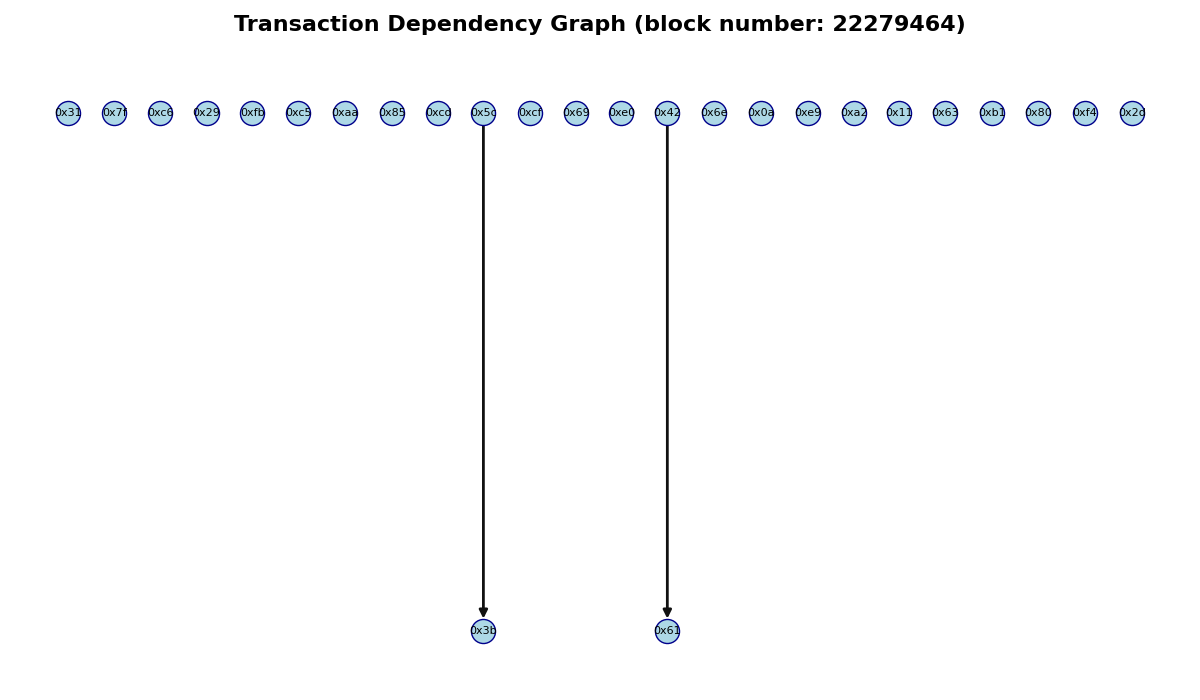 Transaction Dependency Graph (block number: 22279464)
0x31 0x7f 0xc6 0x29 0xfb 0xc5 0xaa 0x85 0xcd 0x5c 0xcf 0x69 0xe0 0x42 0x6e 0x0a 0xe9 0xa2 0x11 0x63 0xb1 0x80 0xf4 0x2d
0x3b 0x61